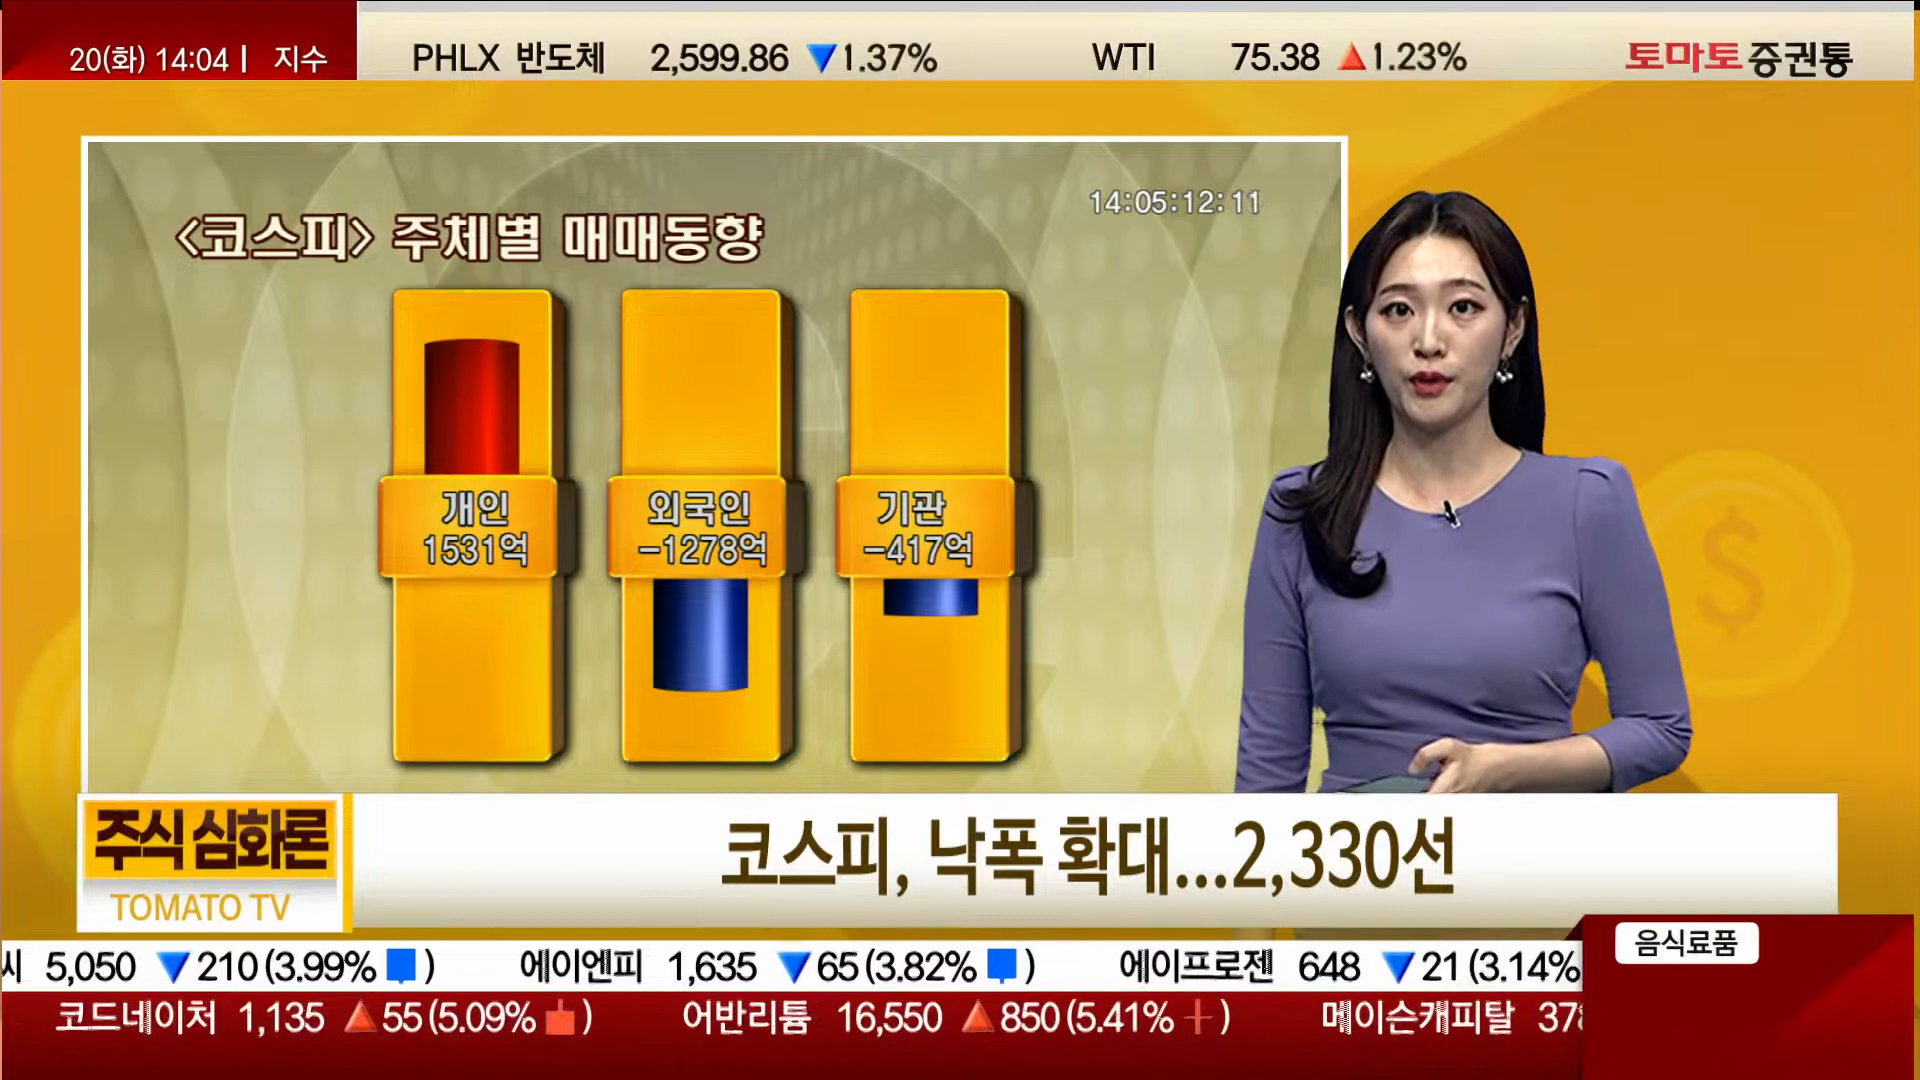 20(화) 14:04 | 지수 PHLX 반도체 2,599.86 ▼1.37% WTI 75.38 ▲1.23% 토마토증권통
14:05:12:11
<코스피> 주체별 매매동향
개인 외국인 기관
1531억 -1278억 -417억
주식 심화론
TOMATO TV
코스피, 낙폭 확대...2,330선
음식료품
씨 5,050 ▼210(3.99% ) 에이엔피 1,635 ▼65(3.82% ) 에이프로젠 648 ▼21(3.14%
코드네이처 1,135 ▲55(5.09% ) 어반리튬 16,550 ▲850(5.41% ) 메이슨캐피탈 378